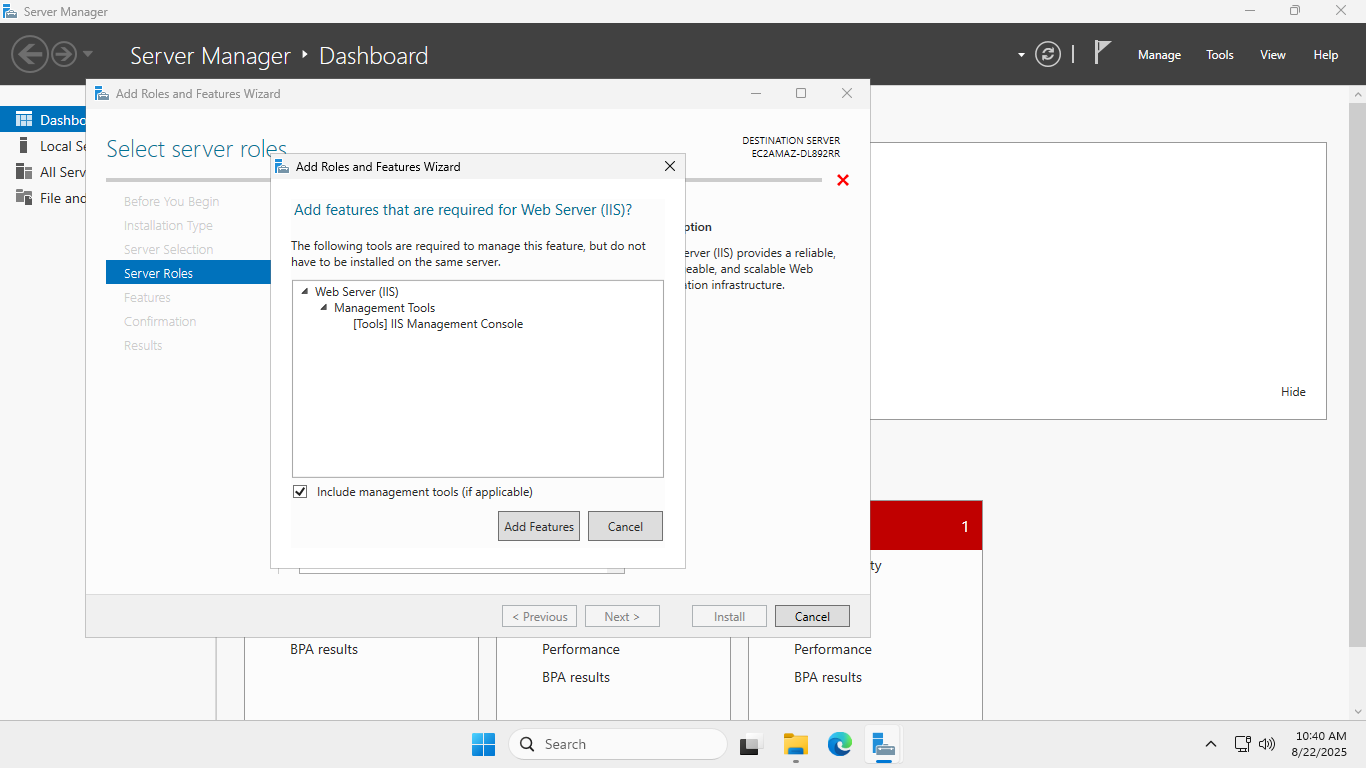 Server Manager
Server Manager ‣ Dashboard
Manage
Tools
View
Help
Add Roles and Features Wizard
Dashbo
Local Se
All Serv
File and
Select server roles
DESTINATION SERVER
EC2AMAZ-DL892RR
Before You Begin
Installation Type
Server Selection
Server Roles
Features
Confirmation
Results
Add Roles and Features Wizard
Add features that are required for Web Server (IIS)?
The following tools are required to manage this feature, but do not
have to be installed on the same server.
Web Server (IIS)
Management Tools
[Tools] IIS Management Console
Include management tools (if applicable)
Add Features
Cancel
ption
erver (IIS) provides a reliable,
eable, and scalable Web
ation infrastructure.
< Previous
Next >
Install
Cancel
Hide
1
ty
BPA results
Performance
BPA results
Performance
BPA results
Search
10:40 AM
8/22/2025